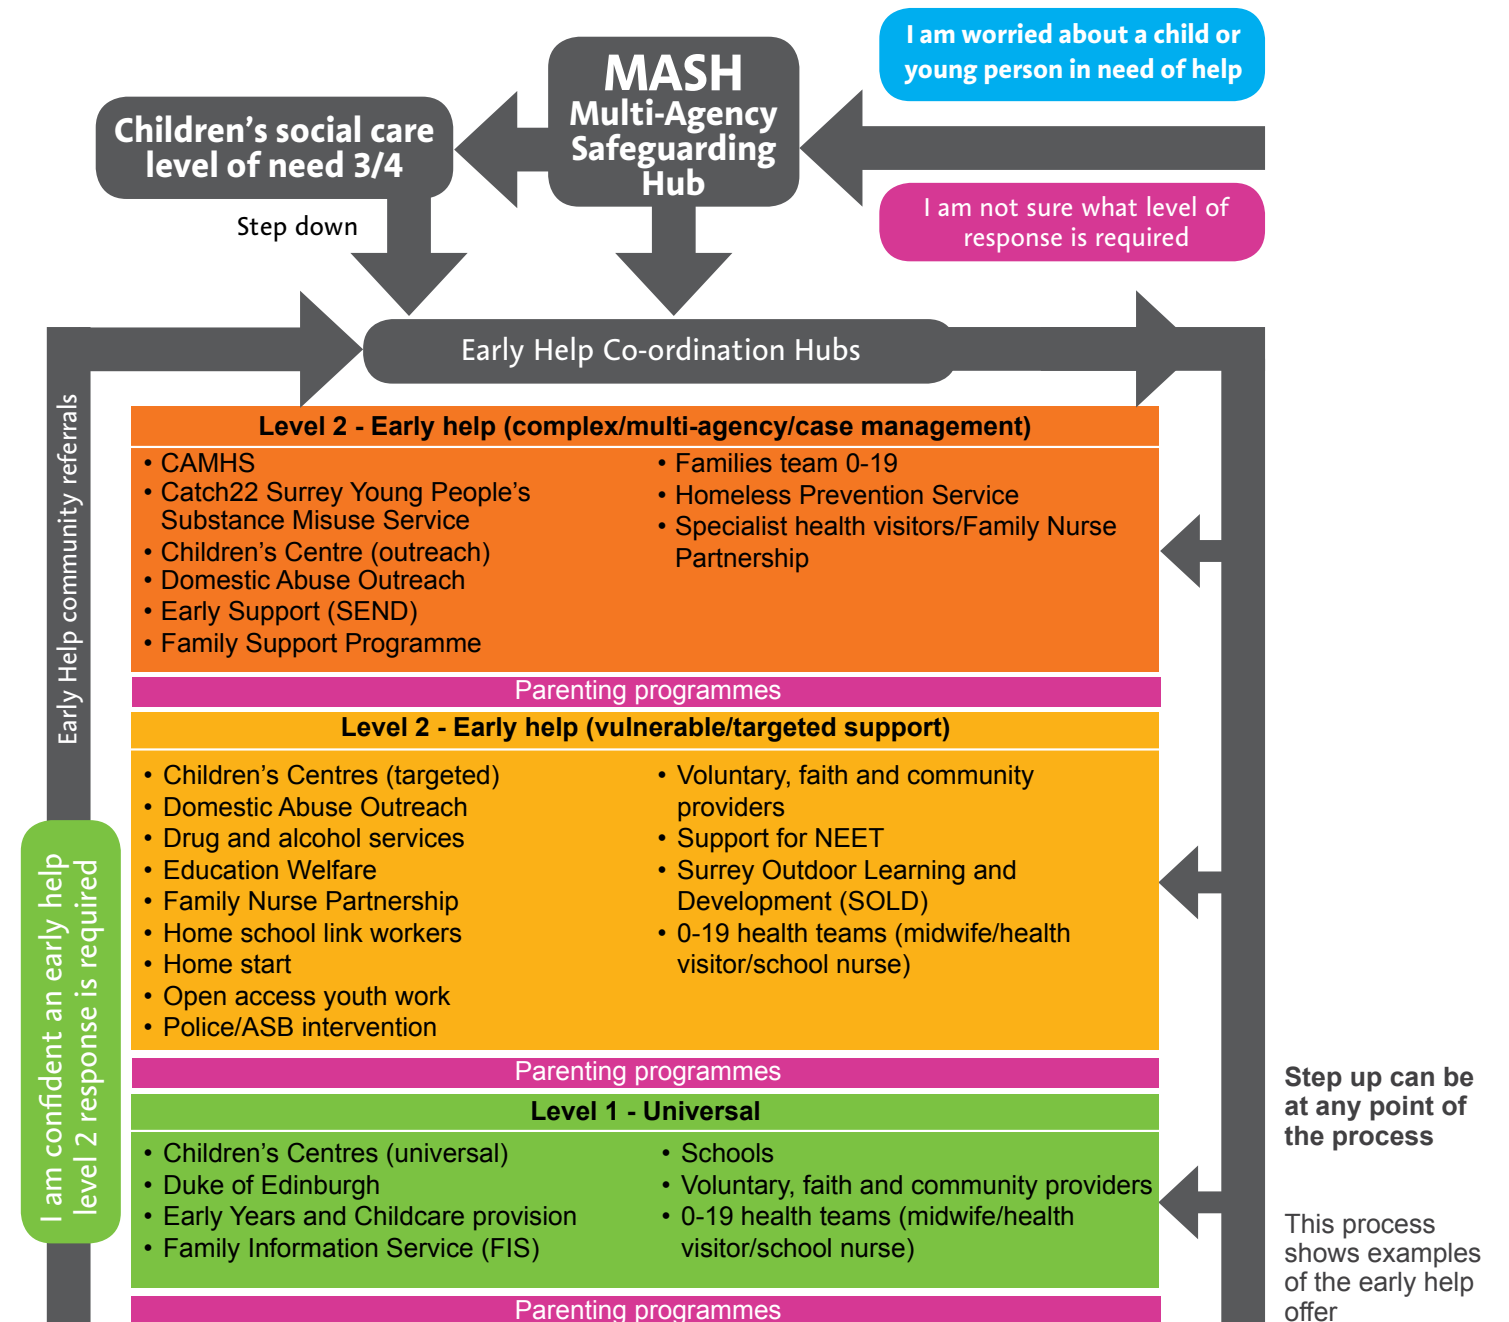 I am worried about a child or
young person in need of help
MASH
Multi-Agency
Safeguarding
Hub
Children’s social care
level of need 3/4
I am not sure what level of
response is required
Step down
Early Help Co-ordination Hubs
Early Help community referrals
I am confident an early help
level 2 response is required
Level 2 - Early help (complex/multi-agency/case management)
• CAMHS
• Catch22 Surrey Young People’s
Substance Misuse Service
• Children’s Centre (outreach)
• Domestic Abuse Outreach
• Early Support (SEND)
• Family Support Programme
• Families team 0-19
• Homeless Prevention Service
• Specialist health visitors/Family Nurse
Partnership
Parenting programmes
Level 2 - Early help (vulnerable/targeted support)
• Children’s Centres (targeted)
• Domestic Abuse Outreach
• Drug and alcohol services
• Education Welfare
• Family Nurse Partnership
• Home school link workers
• Home start
• Open access youth work
• Police/ASB intervention
• Voluntary, faith and community
providers
• Support for NEET
• Surrey Outdoor Learning and
Development (SOLD)
• 0-19 health teams (midwife/health
visitor/school nurse)
Parenting programmes
Level 1 - Universal
• Children’s Centres (universal)
• Duke of Edinburgh
• Early Years and Childcare provision
• Family Information Service (FIS)
• Schools
• Voluntary, faith and community providers
• 0-19 health teams (midwife/health
visitor/school nurse)
Parenting programmes
Step up can be
at any point of
the process
This process
shows examples
of the early help
offer